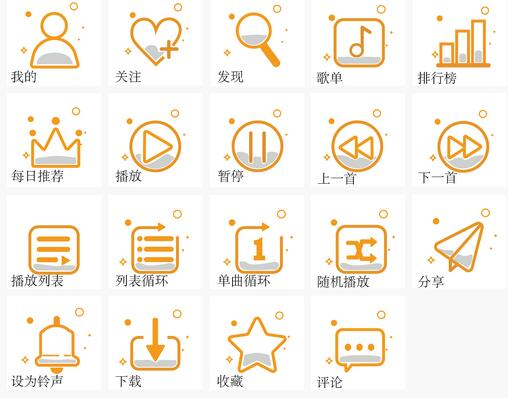 我的
关注
发现
歌单
排行榜
每日推荐
播放
暂停
上一首
下一首
播放列表
列表循环
1
单曲循环
随机播放
分享
设为铃声
下载
收藏
评论